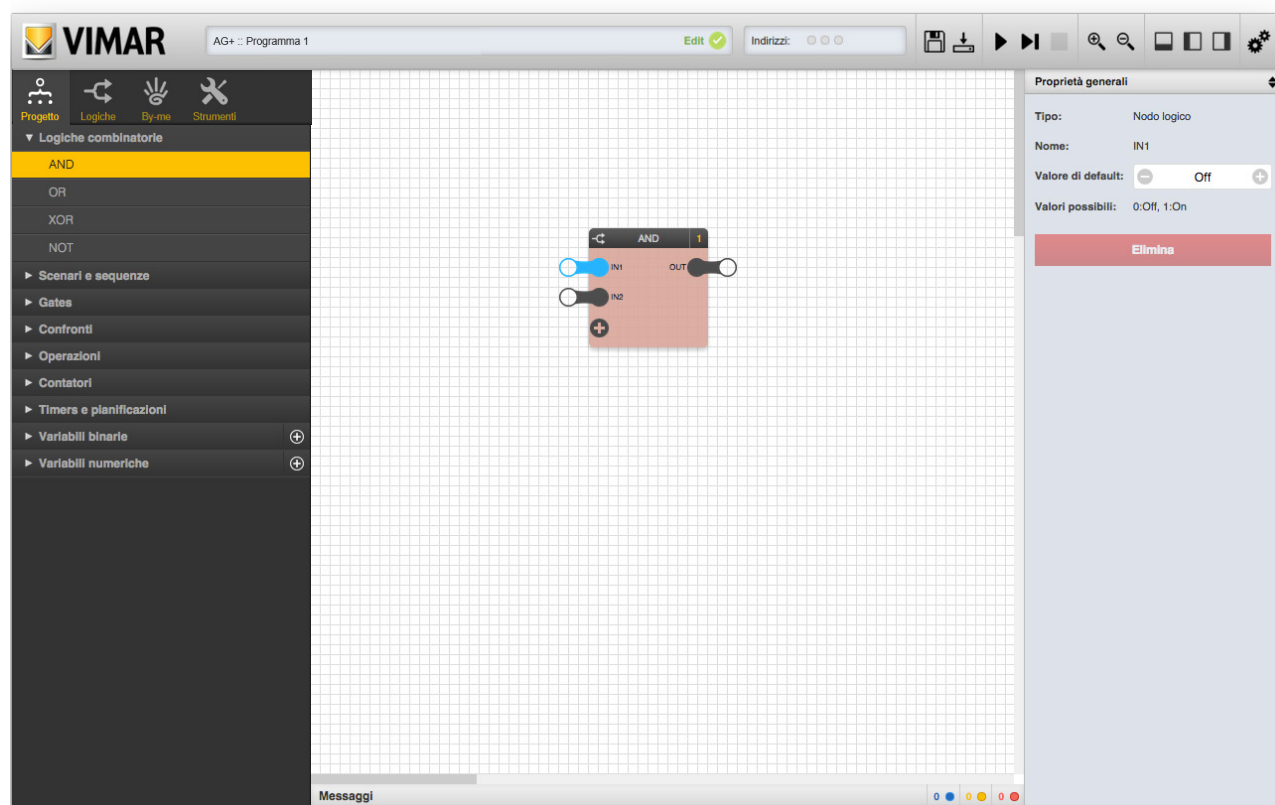 VIMAR
AG+ :: Programma 1
Edit
Indirizzi:
Progetto
Logiche
By-me
Strumenti
Logiche combinatorie
AND
OR
XOR
NOT
Scenari e sequenze
Gates
Confronti
Operazioni
Contatori
Timers e pianificazioni
Variabili binarie
Variabili numeriche
AND 1
IN1 OUT
IN2
Messaggi
0 0 0
Proprietà generali
Tipo: Nodo logico
Nome: IN1
Valore di default: Off
Valori possibili: 0:Off, 1:On
Elimina